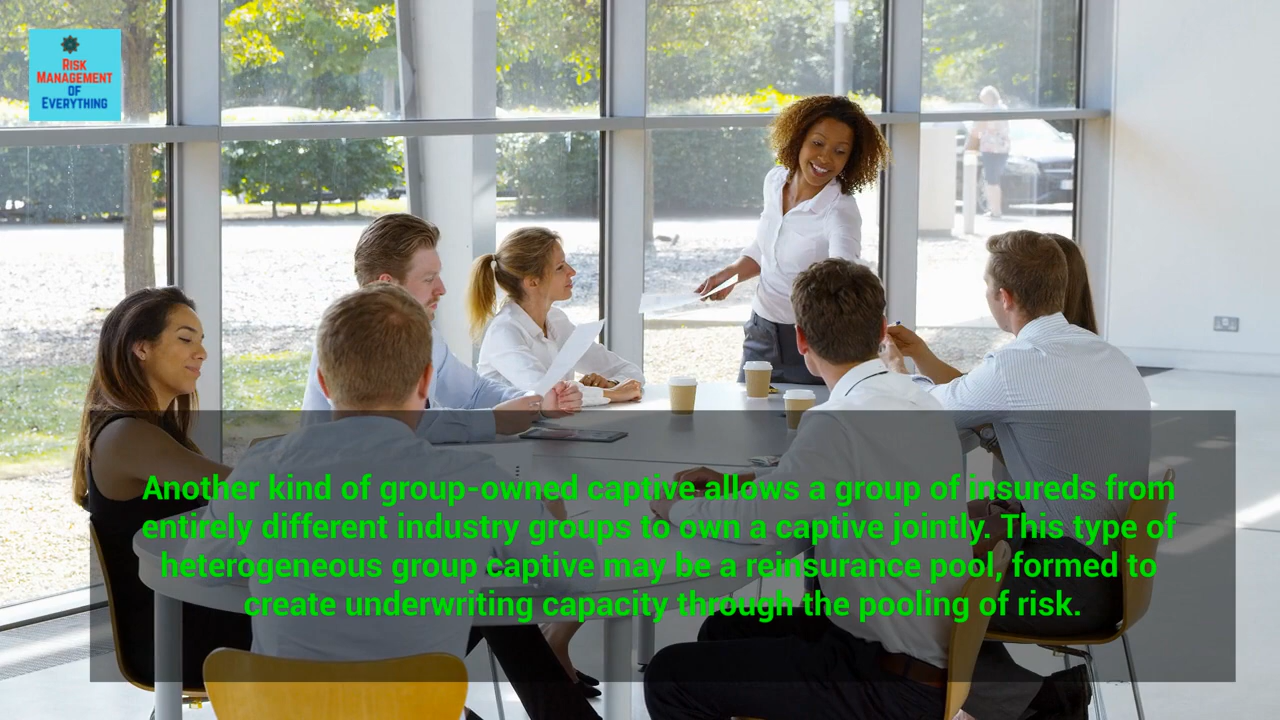 Risk
Management
of
Everything
Another kind of group-owned captive allows a group of insureds from
entirely different industry groups to own a captive jointly. This type of
heterogeneous group captive may be a reinsurance pool, formed to
create underwriting capacity through the pooling of risk.